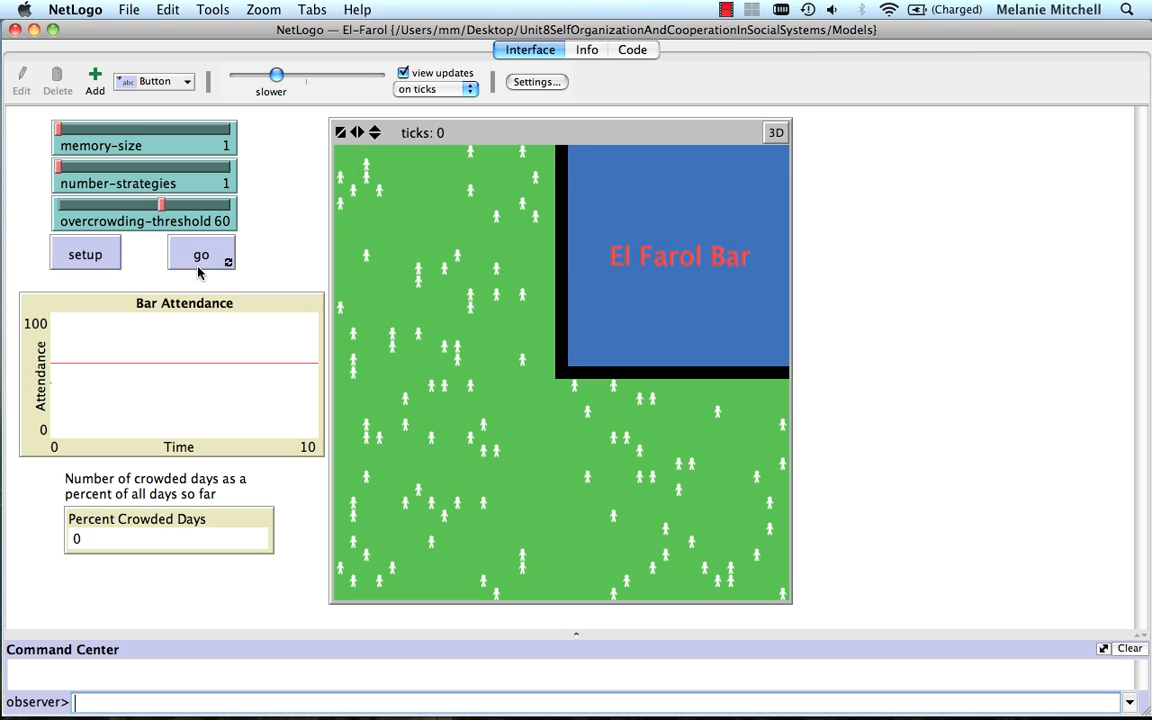 NetLogo File Edit Tools Zoom Tabs Help (Charged) Melanie Mitchell
NetLogo — El-Farol {/Users/mm/Desktop/Unit8SelfOrganizationAndCooperationInSocialSystems/Models}
Interface Info Code
Edit Delete Add abc Button slower view updates on ticks Settings...
memory-size 1
number-strategies 1
overcrowding-threshold 60
setup go
ticks: 0 3D
El Farol Bar
Bar Attendance
100
Attendance
0
0 Time 10
Number of crowded days as a
percent of all days so far
Percent Crowded Days
0
Command Center Clear
observer>